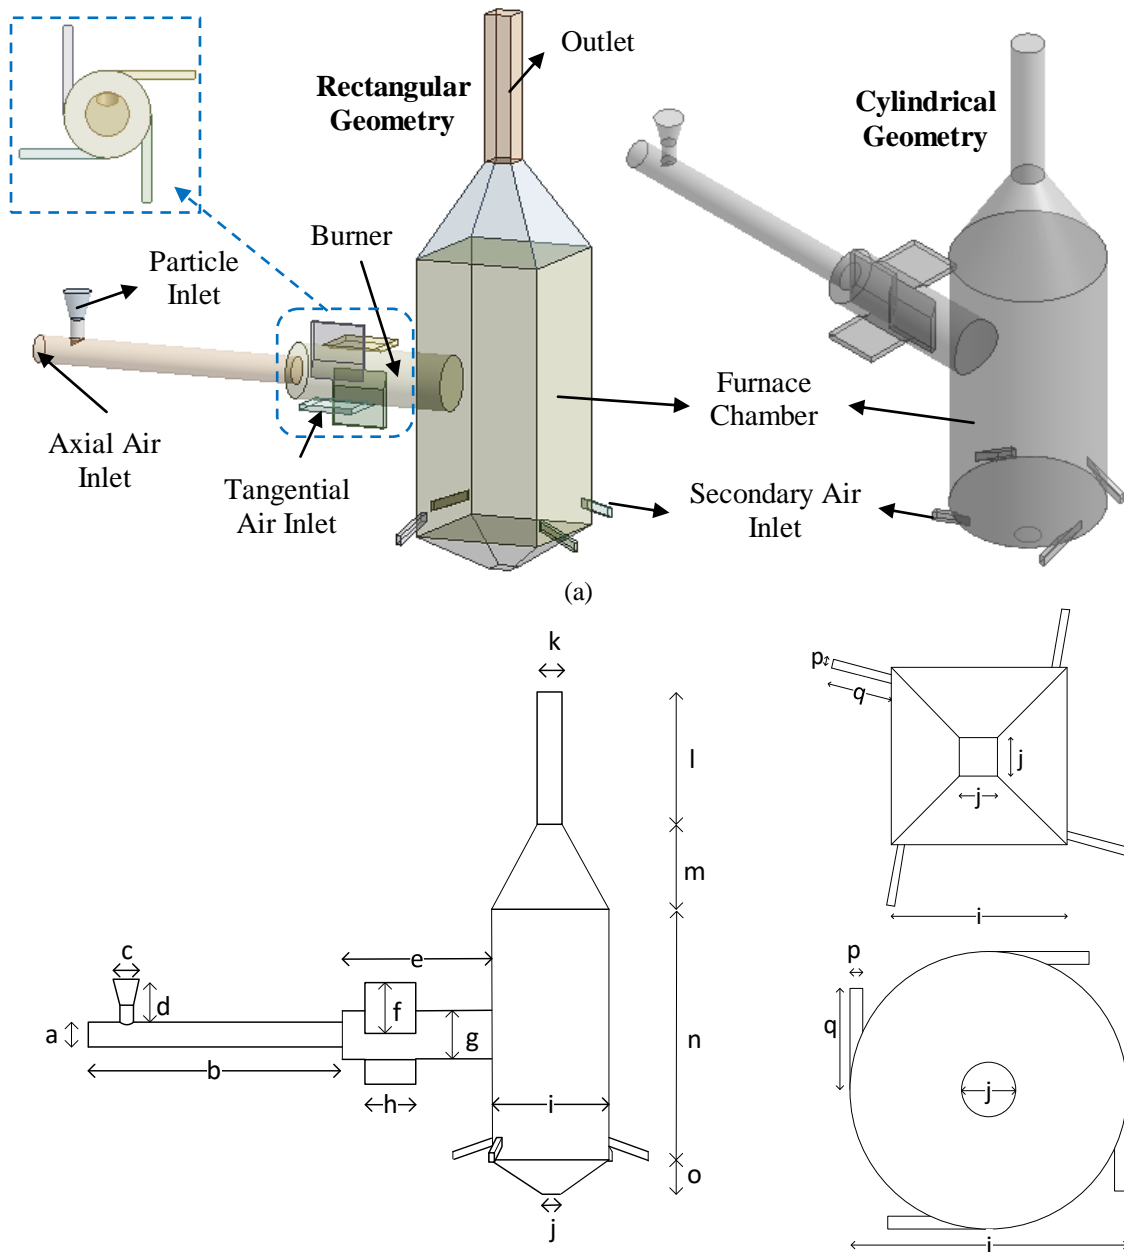 Outlet
Rectangular
Geometry
Cylindrical
Geometry
Burner
Particle
Inlet
Furnace
Chamber
Axial Air
Inlet
Tangential
Air Inlet
Secondary Air
Inlet
(a)
k
p
q
l
j
j
m
i
c
e
p
d
f
q
a
g
n
b
j
h
i
o
j
i